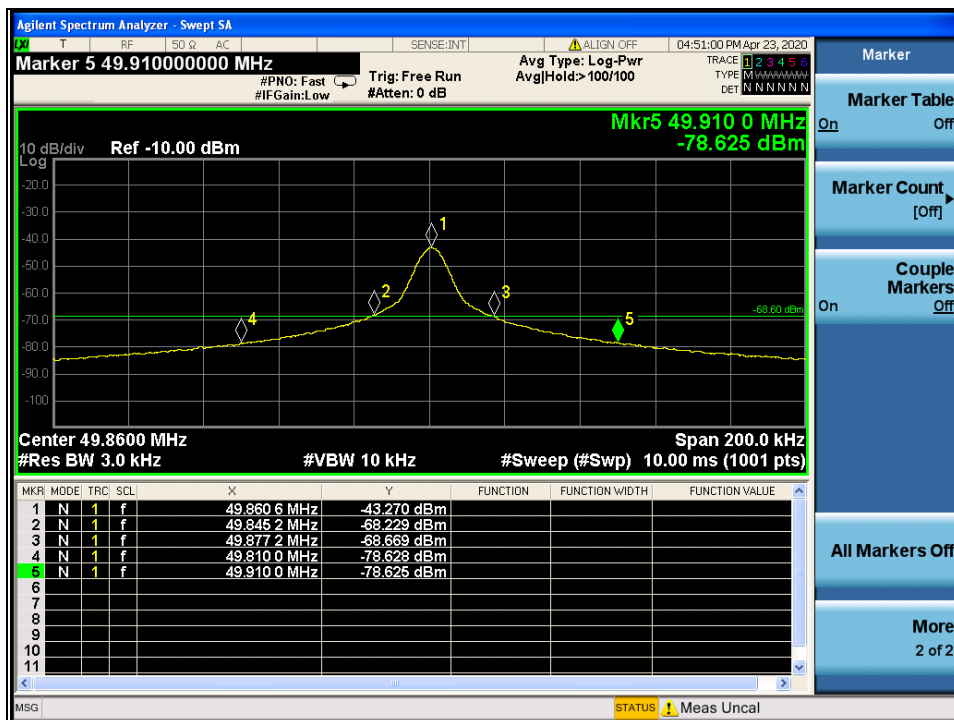 Agilent Spectrum Analyzer - Swept SA
LXI T RF 50 Ω AC SENSE:INT ALIGN OFF 04:51:00 PM Apr 23, 2020
Marker 5 49.910000000 MHz
#PNO: Fast
#IFGain:Low
Trig: Free Run
#Atten: 0 dB
Avg Type: Log-Pwr
Avg|Hold:> 100/100
TRACE 1 2 3 4 5 6
TYPE M
DET N N N N N N
Mkr5 49.910 0 MHz
-78.625 dBm
10 dB/div Ref -10.00 dBm
Log
-20.0
-30.0
-40.0
-50.0
-60.0
-70.0
-80.0
-90.0
-100
1
2
3
4
5
-68.60 dBm
Center 49.8600 MHz Span 200.0 kHz
#Res BW 3.0 kHz #VBW 10 kHz #Sweep (#Swp) 10.00 ms (1001 pts)
MKR MODE TRC SCL X Y FUNCTION FUNCTION WIDTH FUNCTION VALUE
1 N 1 f 49.860 6 MHz -43.270 dBm
2 N 1 f 49.845 2 MHz -68.229 dBm
3 N 1 f 49.877 2 MHz -68.669 dBm
4 N 1 f 49.810 0 MHz -78.628 dBm
5 N 1 f 49.910 0 MHz -78.625 dBm
6
7
8
9
10
11
MSG STATUS Meas Uncal
Marker
Marker Table
On Off
Marker Count
[Off]
Couple
Markers
On Off
All Markers Off
More
2 of 2